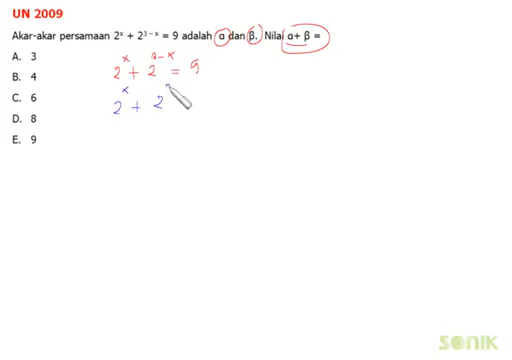 UN 2009
Akar-akar persamaan 2ˣ + 2³⁻ˣ = 9 adalah α dan β. Nilai α+ β =
A. 3
B. 4
C. 6
D. 8
E. 9
2ˣ + 2³⁻ˣ = 9
2ˣ + 2
SONIK